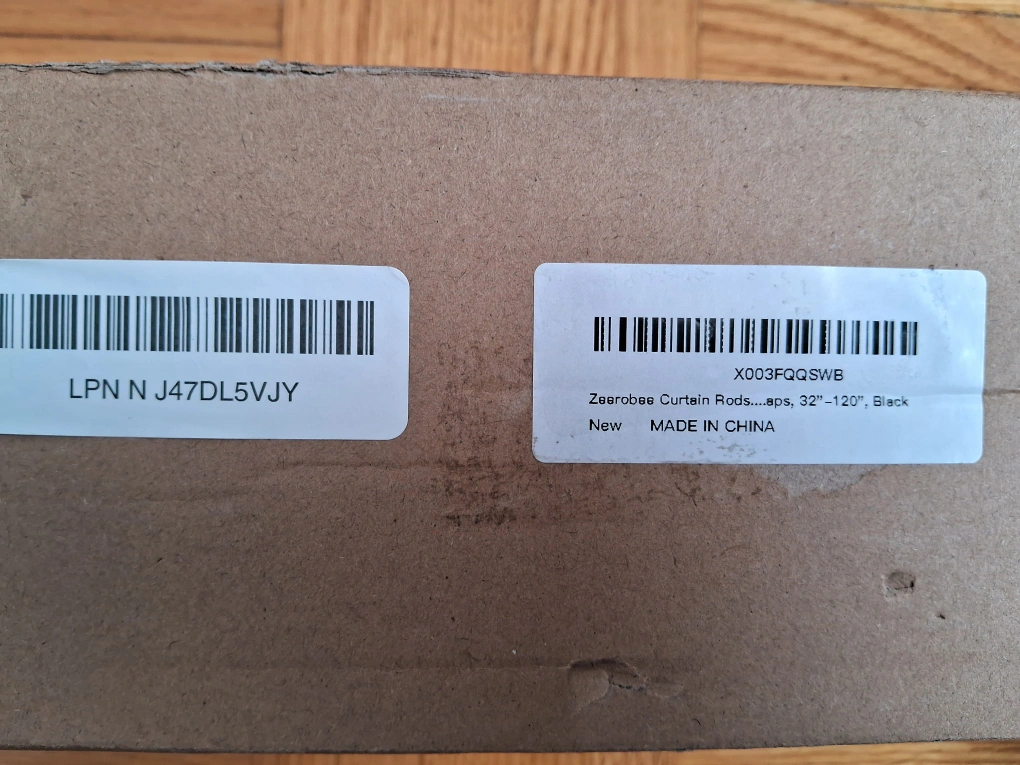 LPN N J47DL5VJY
X003FQQSWB
Zeerobee Curtain Rods....aps, 32”-120”, Black
New MADE IN CHINA